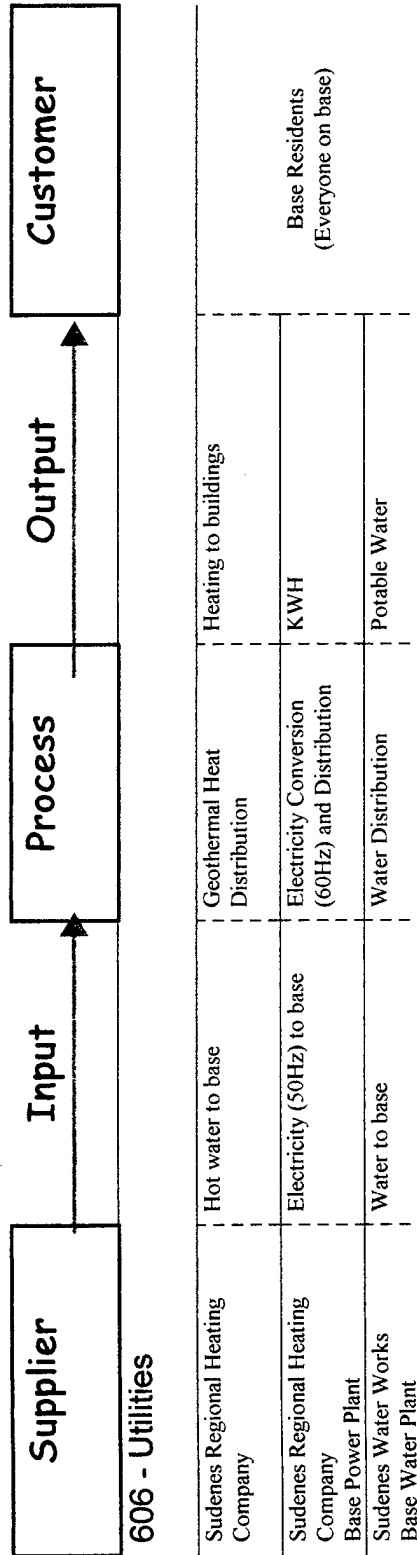 Supplier
Input
Process
Output
Customer
606 - Utilities
Sudenes Regional Heating
Company
Hot water to base
Geothermal Heat
Distribution
Heating to buildings
Sudenes Regional Heating
Company
Base Power Plant
Electricity (50Hz) to base
Electricity Conversion
(60Hz) and Distribution
KWH
Base Residents
(Everyone on base)
Sudenes Water Works
Base Water Plant
Water to base
Water Distribution
Potable Water